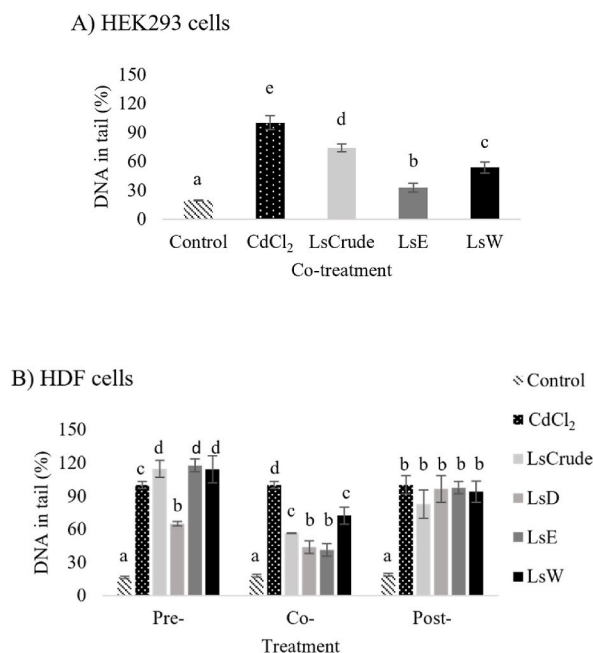 A) HEK293 cells
DNA in tail (%)
150
120
90
60
30
0
a
e
d
b
c
Control CdCl₂ LsCrude LsE LsW
Co-treatment
B) HDF cells
DNA in tail (%)
150
120
90
60
30
0
a c d b d d
a d c b b c
a b b b b b
Pre- Co- Post-
Treatment
Control
CdCl₂
LsCrude
LsD
LsE
LsW